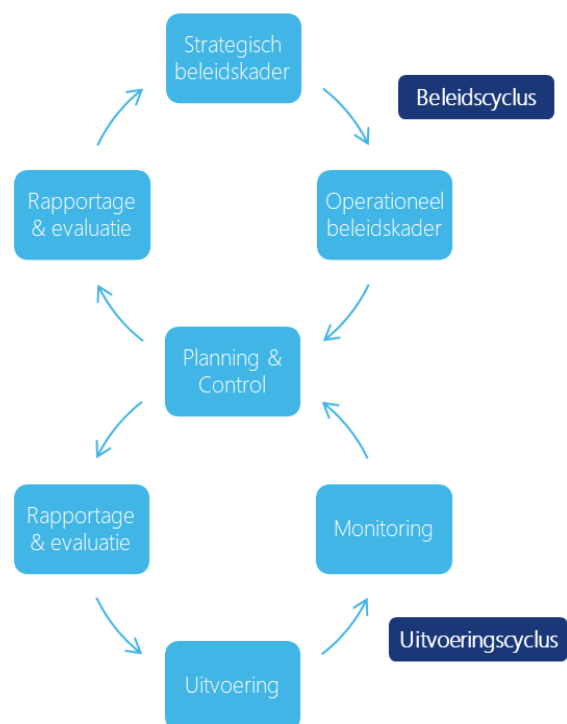 Strategisch
beleidskader
Beleidscyclus
Rapportage
& evaluatie
Operationeel
beleidskader
Planning &
Control
Rapportage
& evaluatie
Monitoring
Uitvoeringscyclus
Uitvoering